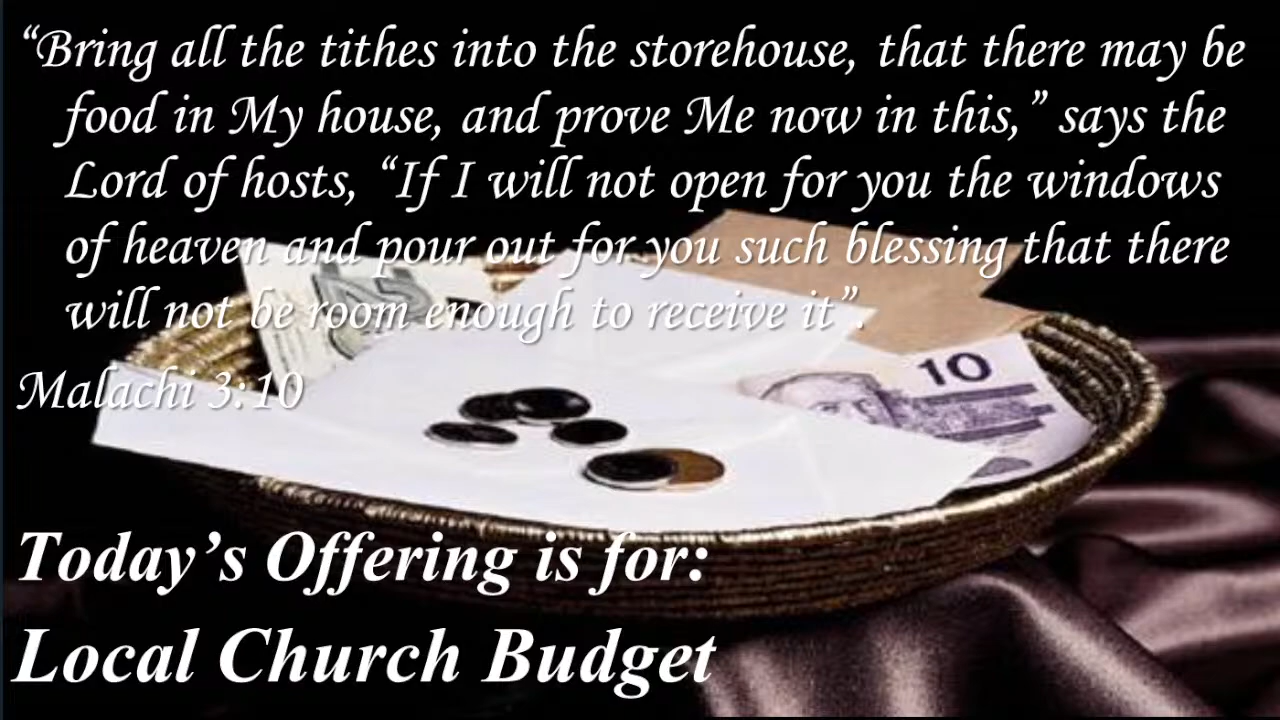 “Bring all the tithes into the storehouse, that there may be
food in My house, and prove Me now in this,” says the
Lord of hosts, “If I will not open for you the windows
of heaven and pour out for you such blessing that there
will not be room enough to receive it”.
Malachi 3:10
10
Today’s Offering is for:
Local Church Budget